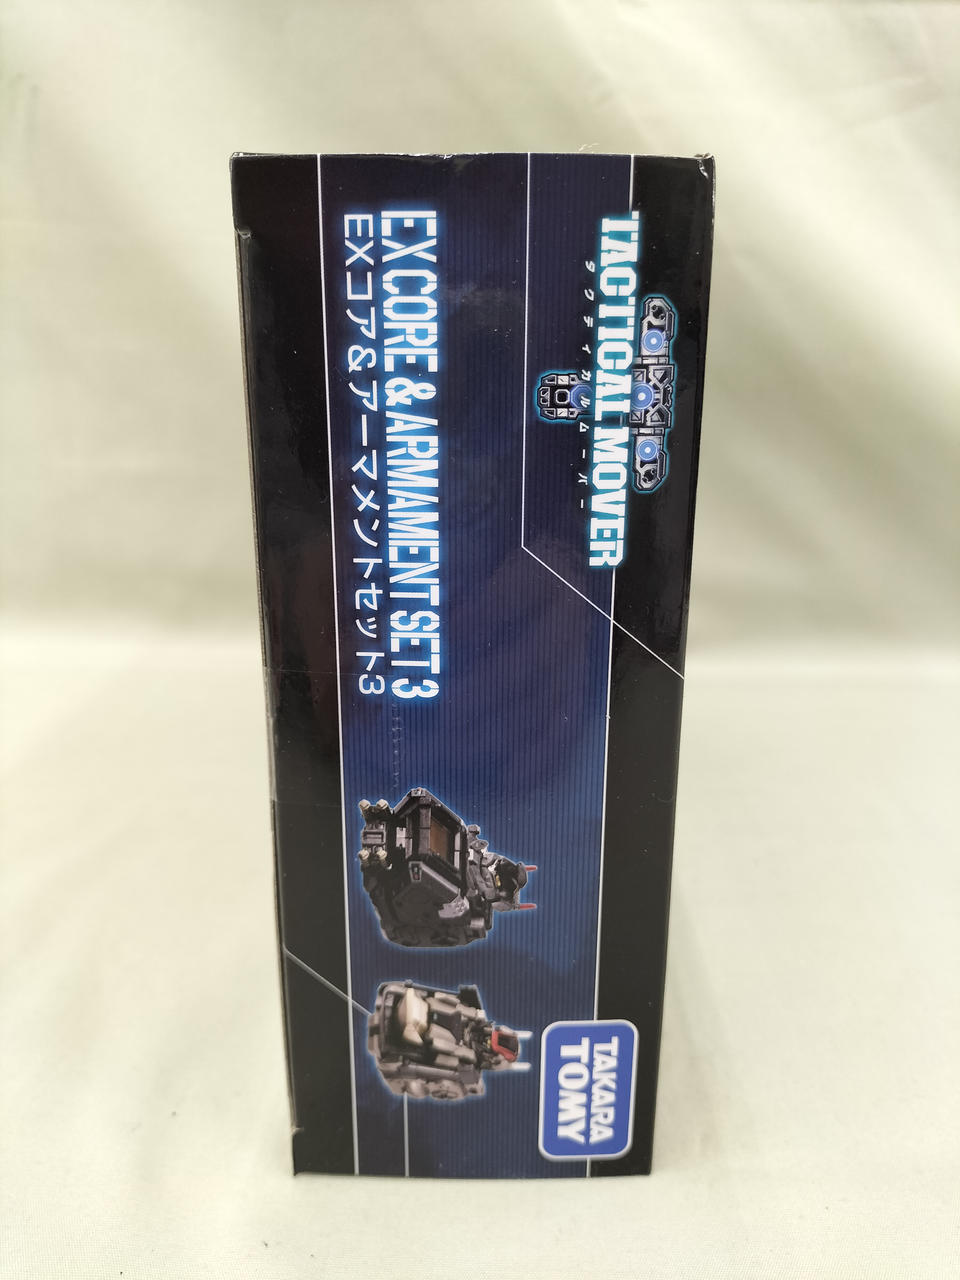 TACTICAL MOVER
タクティカルムーバー
EX CORE & ARMAMENT SET 3
EXコア&アーマメントセット3
TAKARA
TOMY